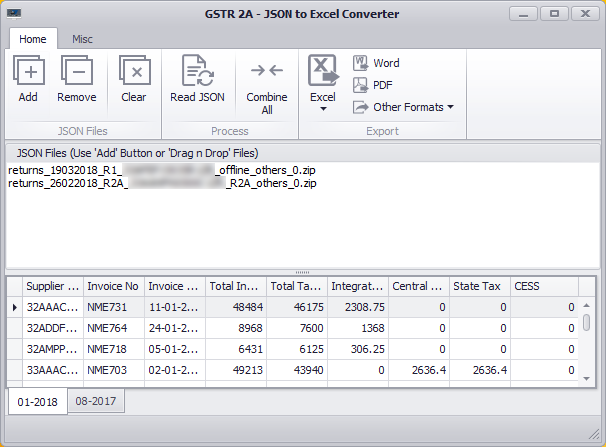 GSTR 2A - JSON to Excel Converter
Home Misc
Add Remove Clear Read JSON Combine All Excel Word PDF Other Formats
JSON Files Process Export
JSON Files (Use 'Add' Button or 'Drag n Drop' Files)
returns_19032018_R1_ _offline_others_0.zip
returns_26022018_R2A_ _R2A_others_0.zip
Supplier ... Invoice No Invoice ... Total In... Total Ta... Integrat... Central ... State Tax CESS
32AAAC... NME731 11-01-2... 48484 46175 2308.75 0 0 0
32ADDF... NME764 24-01-2... 8968 7600 1368 0 0 0
32AMPP... NME718 05-01-2... 6431 6125 306.25 0 0 0
33AAAC... NME703 02-01-2... 49213 43940 0 2636.4 2636.4 0
01-2018 08-2017